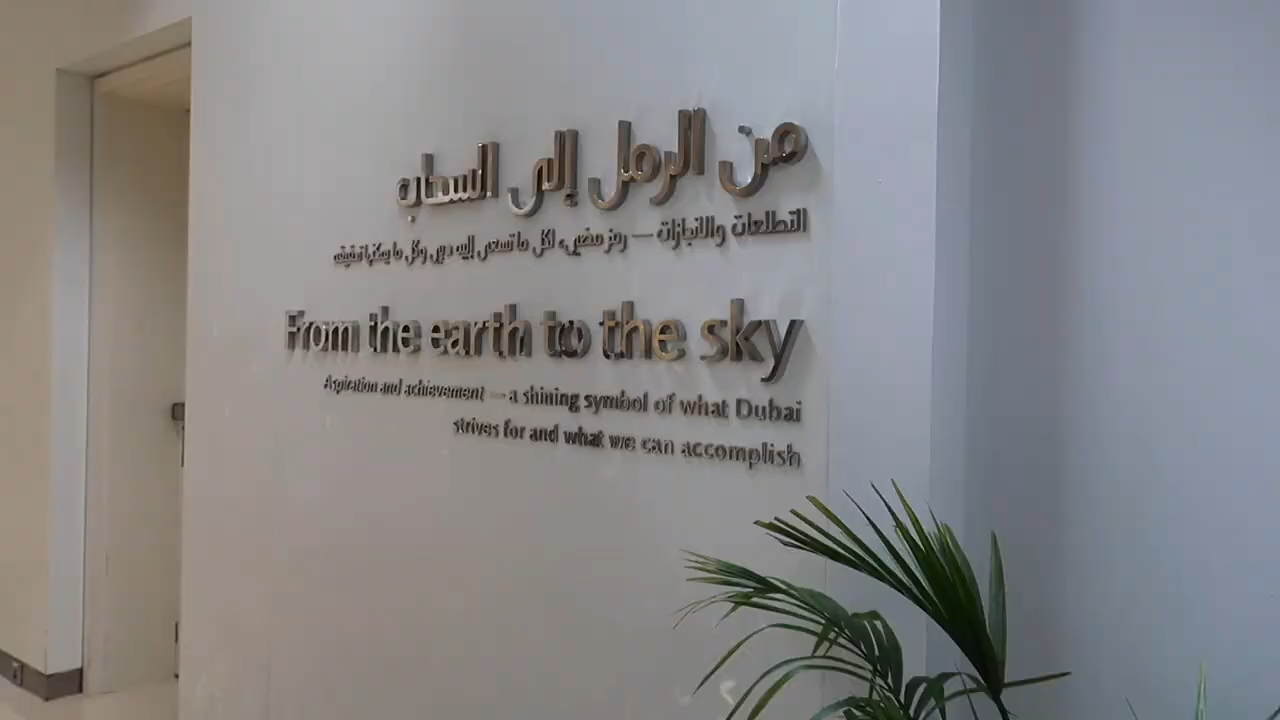 من الرمل إلى السحاب
التطلعات والانجازات — رمز مضيء لكل ما تسعى إليه دبي وكل ما يمكنها تحقيقه
From the earth to the sky
Aspiration and achievement — a shining symbol of what Dubai
strives for and what we can accomplish